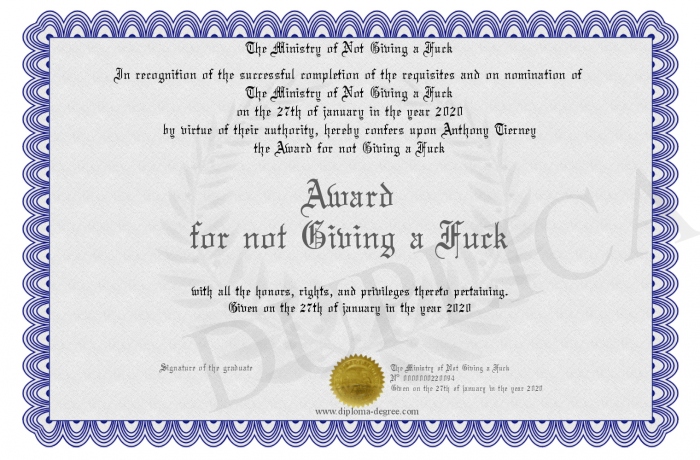 The Ministry of Not Giving a Fuck
In recognition of the successful completion of the requisites and on nomination of
The Ministry of Not Giving a Fuck
on the 27th of january in the year 2020
by virtue of their authority, hereby confers upon Anthony Tierney
the Award for not Giving a Fuck
Award
for not Giving a Fuck
with all the honors, rights, and privileges thereto pertaining.
Given on the 27th of january in the year 2020
DUPLICA
Signature of the graduate
The Ministry of Not Giving a Fuck
Nº 0000000220094
Given on the 27th of january in the year 2020
www.diploma-degree.com